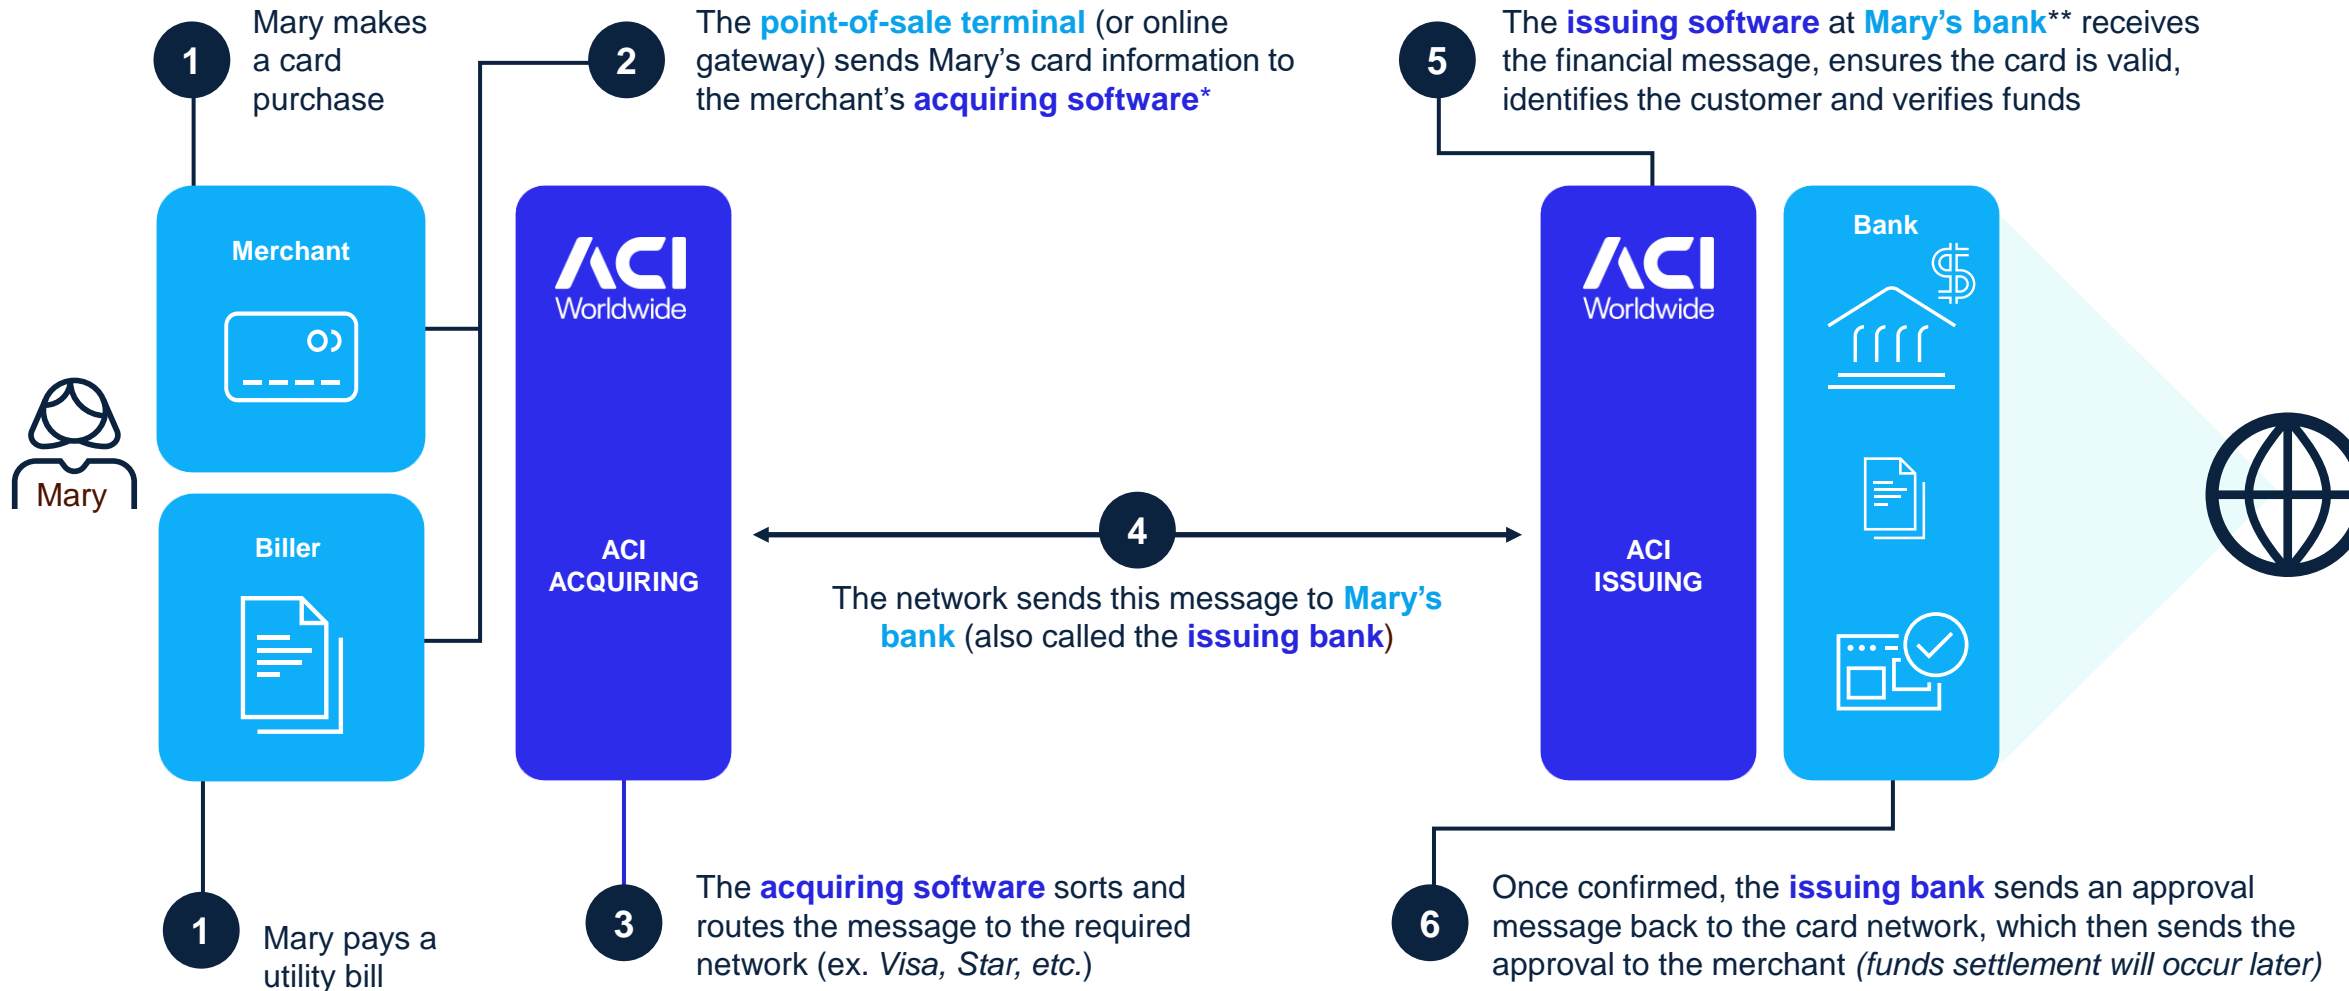 1
Mary makes
a card
purchase
2
The point-of-sale terminal (or online
gateway) sends Mary’s card information to
the merchant’s acquiring software*
5
The issuing software at Mary’s bank** receives
the financial message, ensures the card is valid,
identifies the customer and verifies funds
Merchant
ACI
Worldwide
ACI
Worldwide
Bank
$
Mary
Biller
ACI
ACQUIRING
4
The network sends this message to Mary’s
bank (also called the issuing bank)
ACI
ISSUING
1
Mary pays a
utility bill
3
The acquiring software sorts and
routes the message to the required
network (ex. Visa, Star, etc.)
6
Once confirmed, the issuing bank sends an approval
message back to the card network, which then sends the
approval to the merchant (funds settlement will occur later)